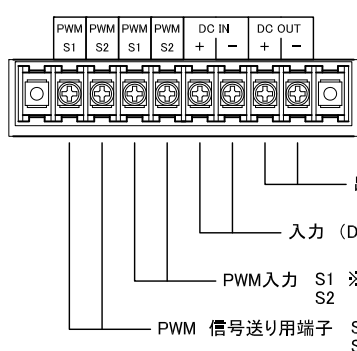 PWM PWM PWM PWM DC IN DC OUT
S1 S2 S1 S2 + − + −
入力 (D
PWM入力 S1 ※
S2
PWM 信号送り用端子 S